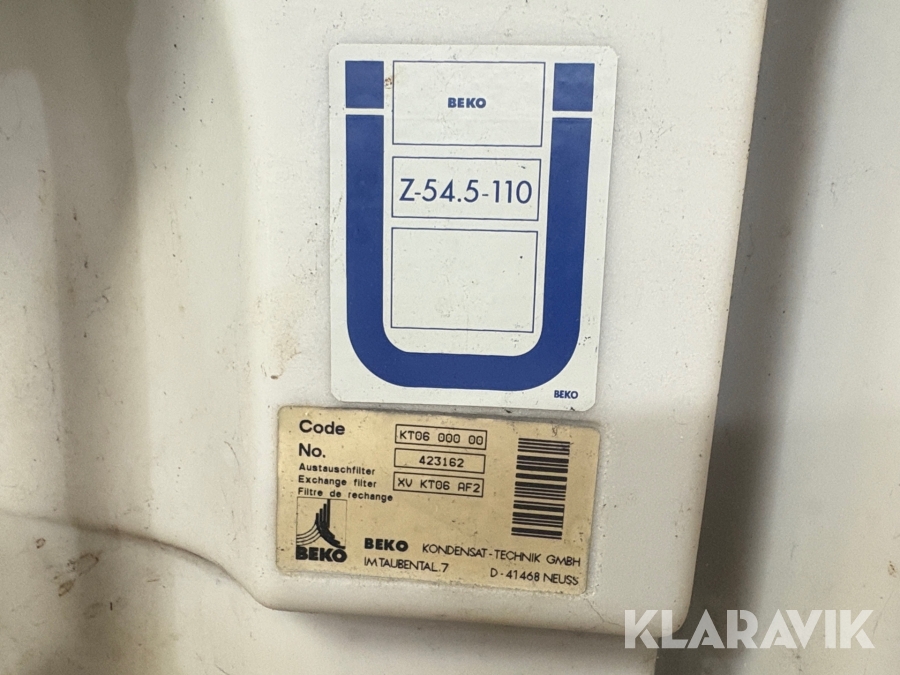 BEKO
Z-54.5-110
BEKO
Code KT06 000 00
No. 423162
Austauschfilter
Exchange filter XV KT06 AF2
Filtre de rechange
BEKO
BEKO KONDENSAT-TECHNIK GMBH
IM TAUBENTAL.7 D-41468 NEUSS
KLARAVIK